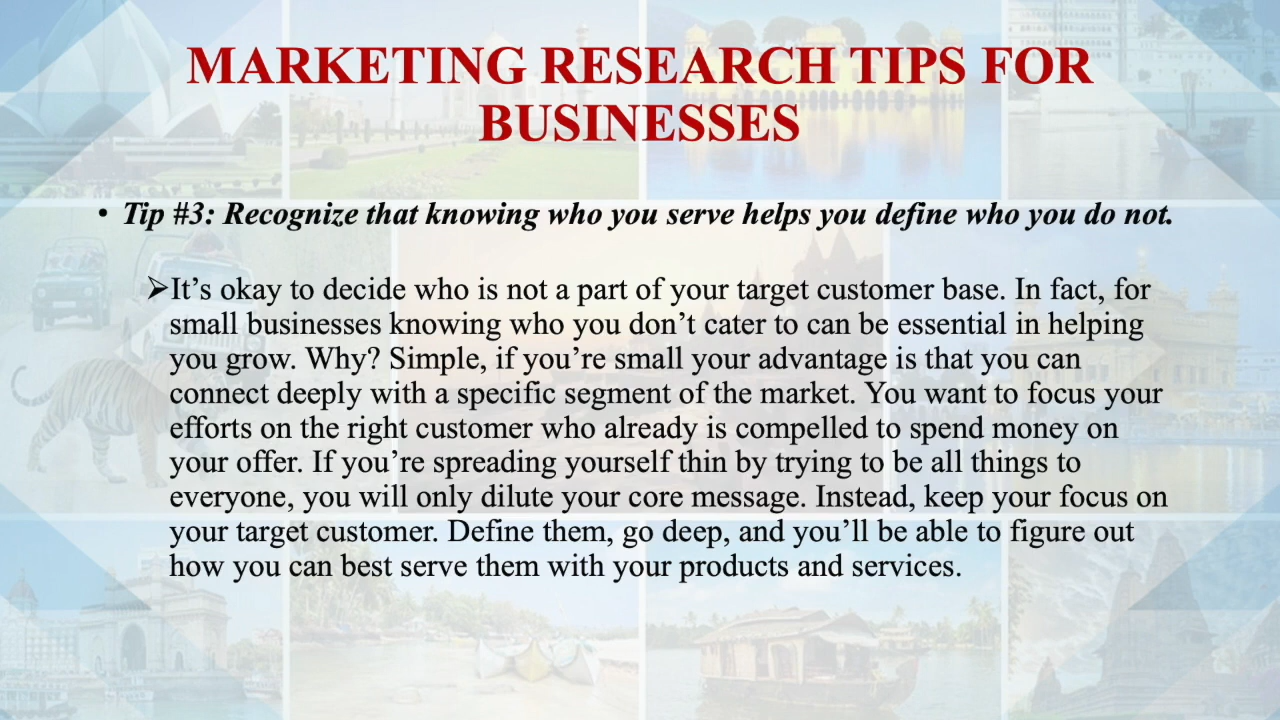 MARKETING RESEARCH TIPS FOR
BUSINESSES
• Tip #3: Recognize that knowing who you serve helps you define who you do not.
➢It’s okay to decide who is not a part of your target customer base. In fact, for
small businesses knowing who you don’t cater to can be essential in helping
you grow. Why? Simple, if you’re small your advantage is that you can
connect deeply with a specific segment of the market. You want to focus your
efforts on the right customer who already is compelled to spend money on
your offer. If you’re spreading yourself thin by trying to be all things to
everyone, you will only dilute your core message. Instead, keep your focus on
your target customer. Define them, go deep, and you’ll be able to figure out
how you can best serve them with your products and services.